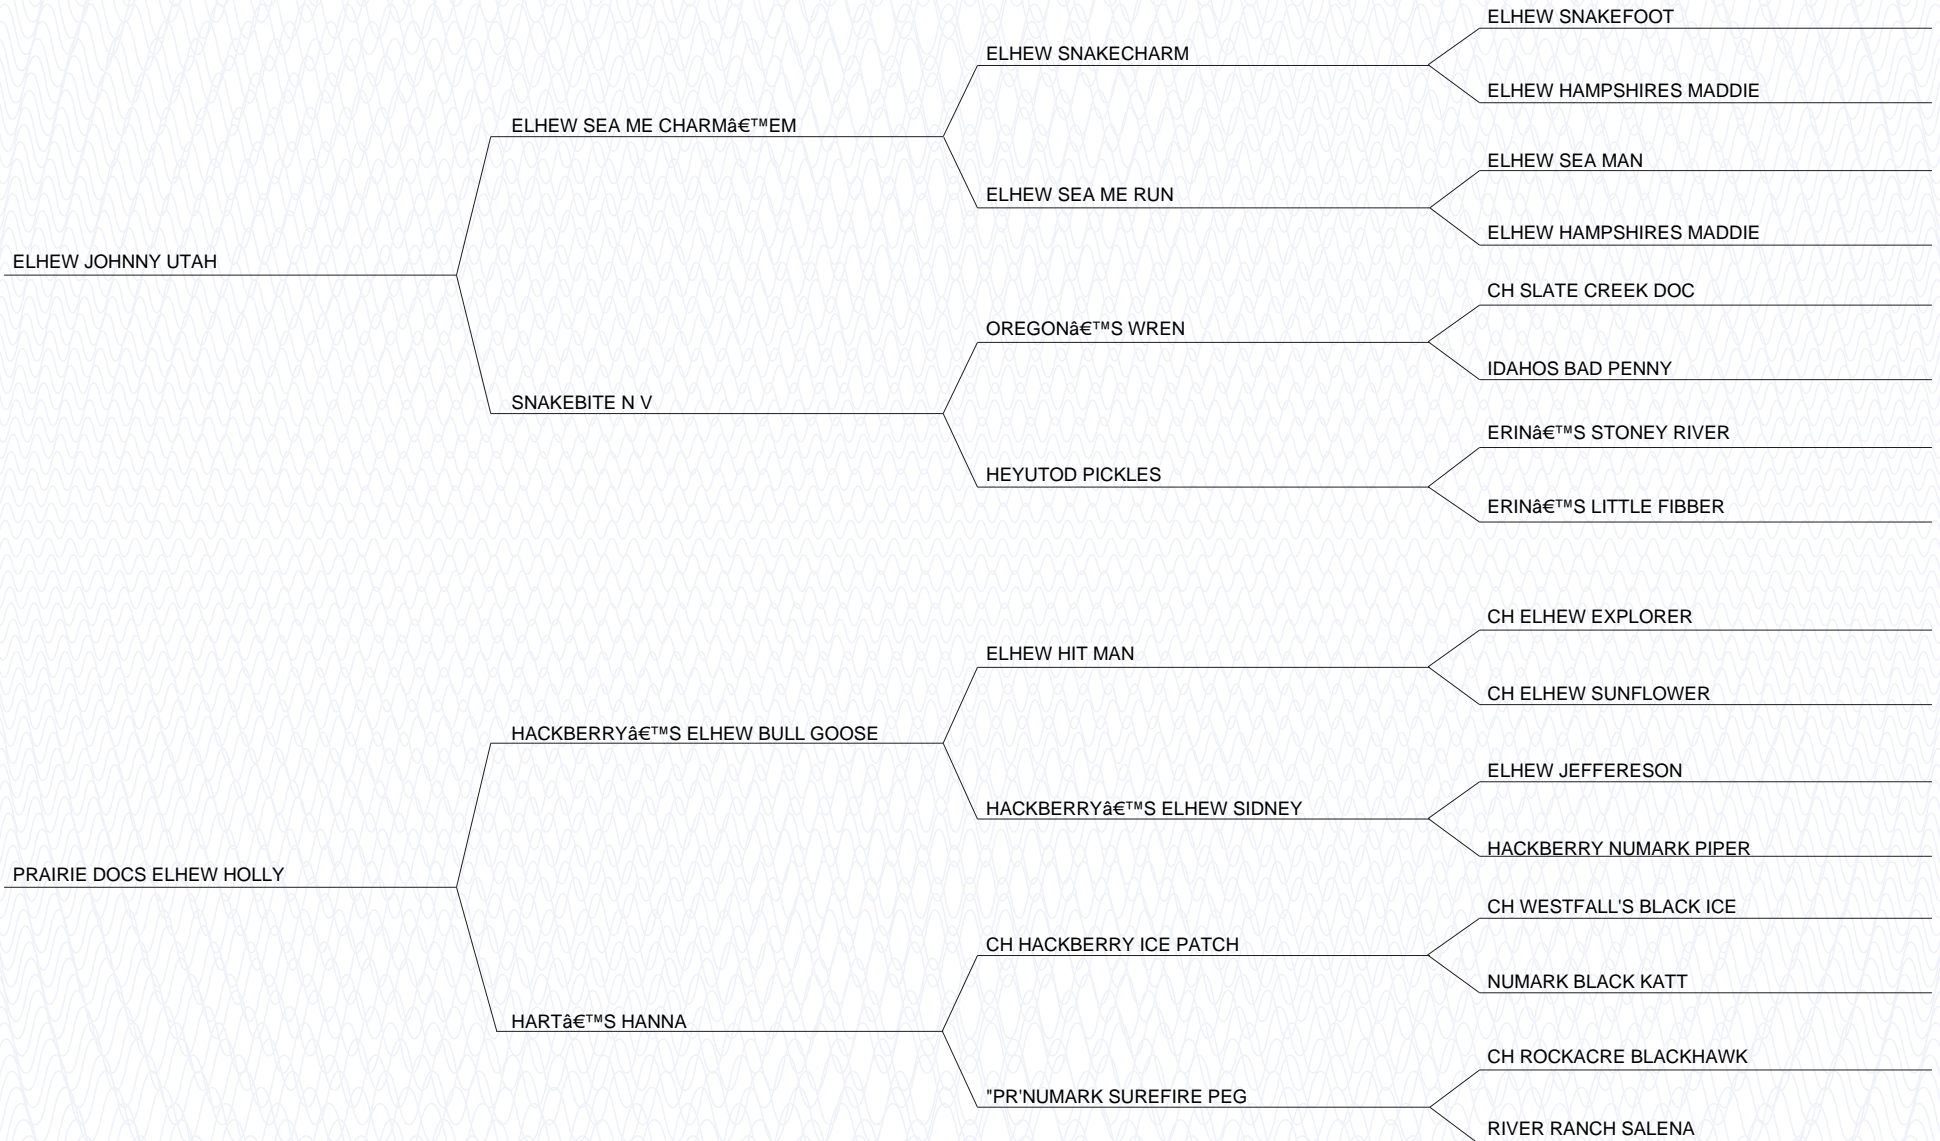 ELHEW SNAKEFOOT
ELHEW SNAKECHARM
ELHEW HAMPSHIRES MADDIE
ELHEW SEA ME CHARMâ€™EM
ELHEW SEA MAN
ELHEW SEA ME RUN
ELHEW HAMPSHIRES MADDIE
ELHEW JOHNNY UTAH
CH SLATE CREEK DOC
OREGONâ€™S WREN
IDAHOS BAD PENNY
SNAKEBITE N V
ERINâ€™S STONEY RIVER
HEYUTOD PICKLES
ERINâ€™S LITTLE FIBBER
CH ELHEW EXPLORER
ELHEW HIT MAN
CH ELHEW SUNFLOWER
HACKBERRYâ€™S ELHEW BULL GOOSE
ELHEW JEFFERESON
HACKBERRYâ€™S ELHEW SIDNEY
HACKBERRY NUMARK PIPER
PRAIRIE DOCS ELHEW HOLLY
CH WESTFALL'S BLACK ICE
CH HACKBERRY ICE PATCH
NUMARK BLACK KATT
HARTâ€™S HANNA
CH ROCKACRE BLACKHAWK
"PR'NUMARK SUREFIRE PEG
RIVER RANCH SALENA